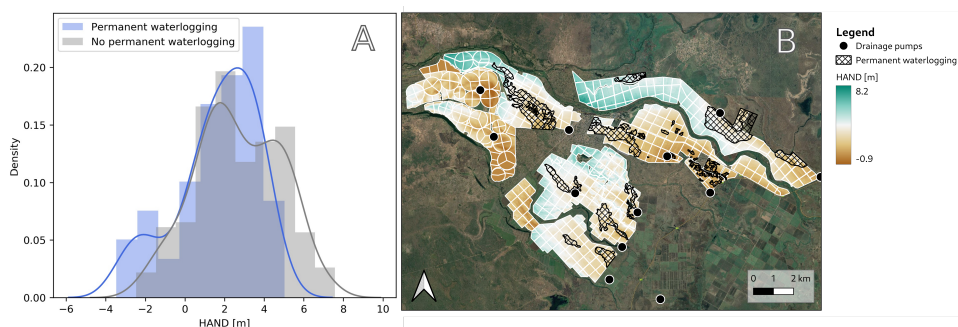 Permanent waterlogging
No permanent waterlogging
A
0.20
0.15
0.10
0.05
0.00
Density
−6 −4 −2 0 2 4 6 8 10
HAND [m]
B
0 1 2 km
Legend
Drainage pumps
Permanent waterlogging
HAND [m]
8.2
-0.9